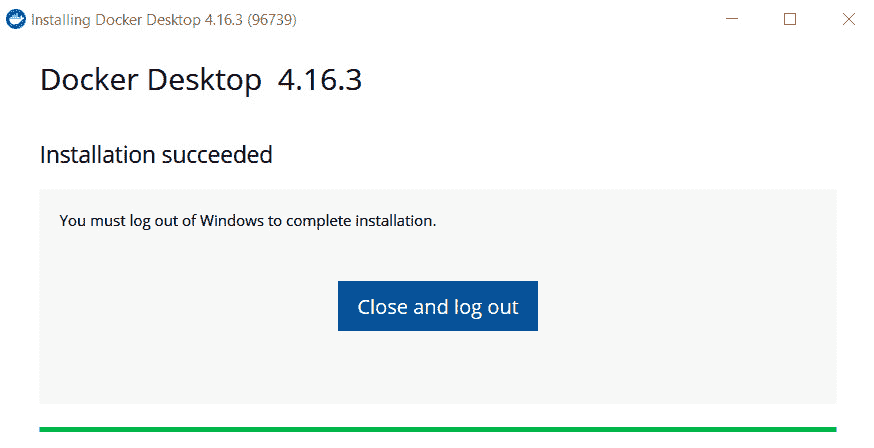 Installing Docker Desktop 4.16.3 (96739)
Docker Desktop 4.16.3
Installation succeeded
You must log out of Windows to complete installation.
Close and log out